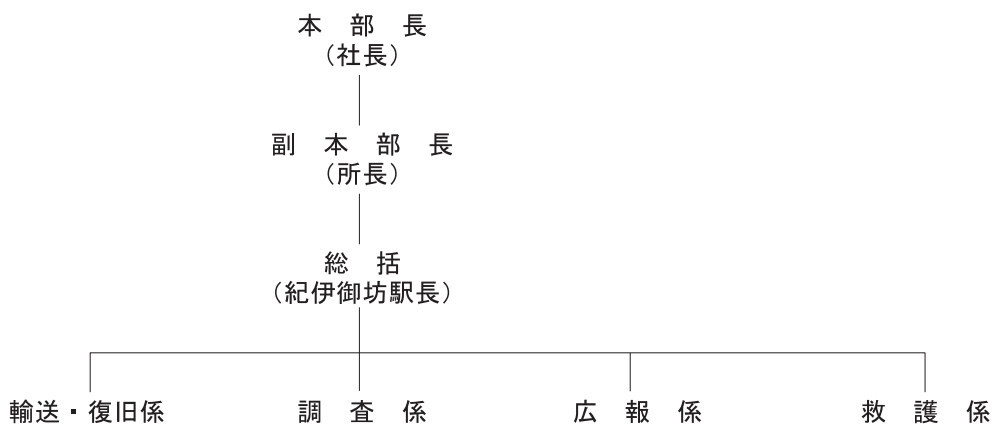 本部長
（社長）
副本部長
（所長）
総括
（紀伊御坊駅長）
輸送・復旧係
調査係
広報係
救護係